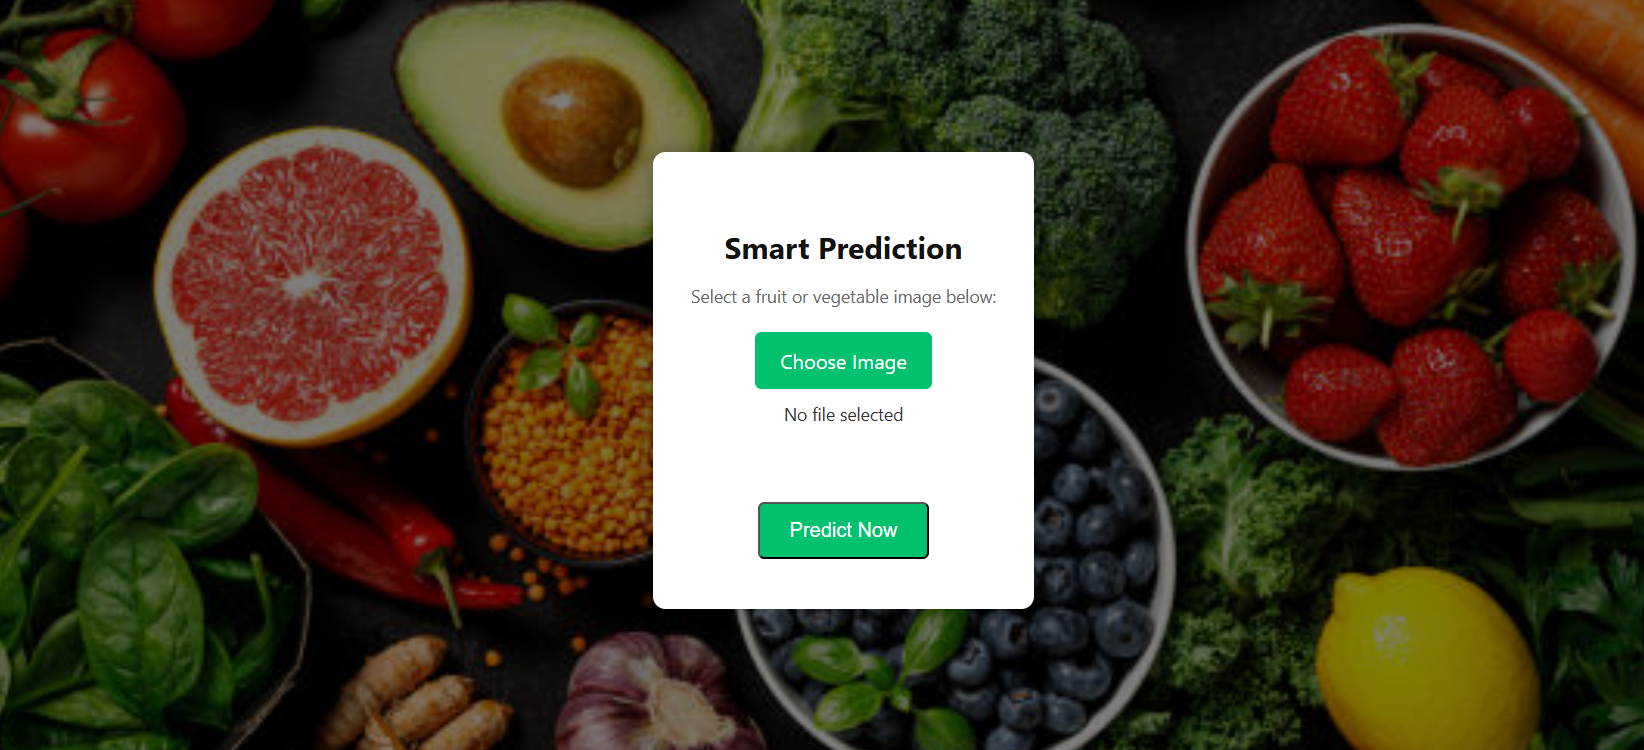 Smart Prediction
Select a fruit or vegetable image below:
Choose Image
No file selected
Predict Now